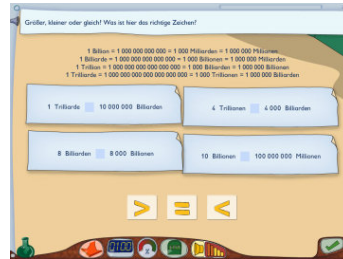 Größer, kleiner oder gleich? Was ist hier das richtige Zeichen?
1 Billion = 1 000 000 000 000 = 1 000 Milliarden = 1 000 000 Millionen
1 Billiarde = 1 000 000 000 000 000 = 1 000 Billionen = 1 000 000 Milliarden
1 Trillion = 1 000 000 000 000 000 000 = 1 000 Billiarden = 1 000 000 Billionen
1 Trilliarde = 1 000 000 000 000 000 000 000 = 1 000 Trillionen = 1 000 000 Billiarden
1 Trilliarde 10 000 000 Billiarden
4 Trillionen 4 000 Billiarden
8 Billiarden 8 000 Billionen
10 Billionen 100 000 000 Millionen
> = <
0100